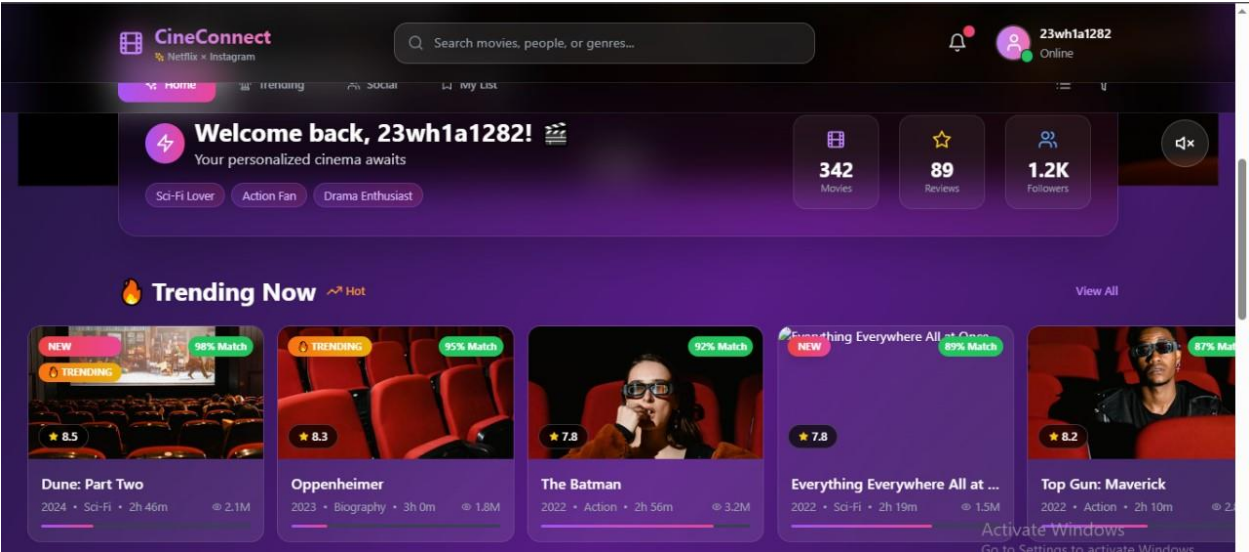 CineConnect
Netflix × Instagram
Search movies, people, or genres...
23wh1a1282
Online
Home
Trending
Social
My List
Welcome back, 23wh1a1282!
Your personalized cinema awaits
Sci-Fi Lover
Action Fan
Drama Enthusiast
342
Movies
89
Reviews
1.2K
Followers
Trending Now
Hot
View All
NEW
98% Match
TRENDING
8.5
Dune: Part Two
2024 • Sci-Fi • 2h 46m
2.1M
TRENDING
95% Match
8.3
Oppenheimer
2023 • Biography • 3h 0m
1.8M
92% Match
7.8
The Batman
2022 • Action • 2h 56m
3.2M
Everything Everywhere All at Once
NEW
89% Match
7.8
Everything Everywhere All at ...
2022 • Sci-Fi • 2h 19m
1.5M
87% Mat
8.2
Top Gun: Maverick
2022 • Action • 2h 10m
Activate Windows
Go to Settings to activate Windows.